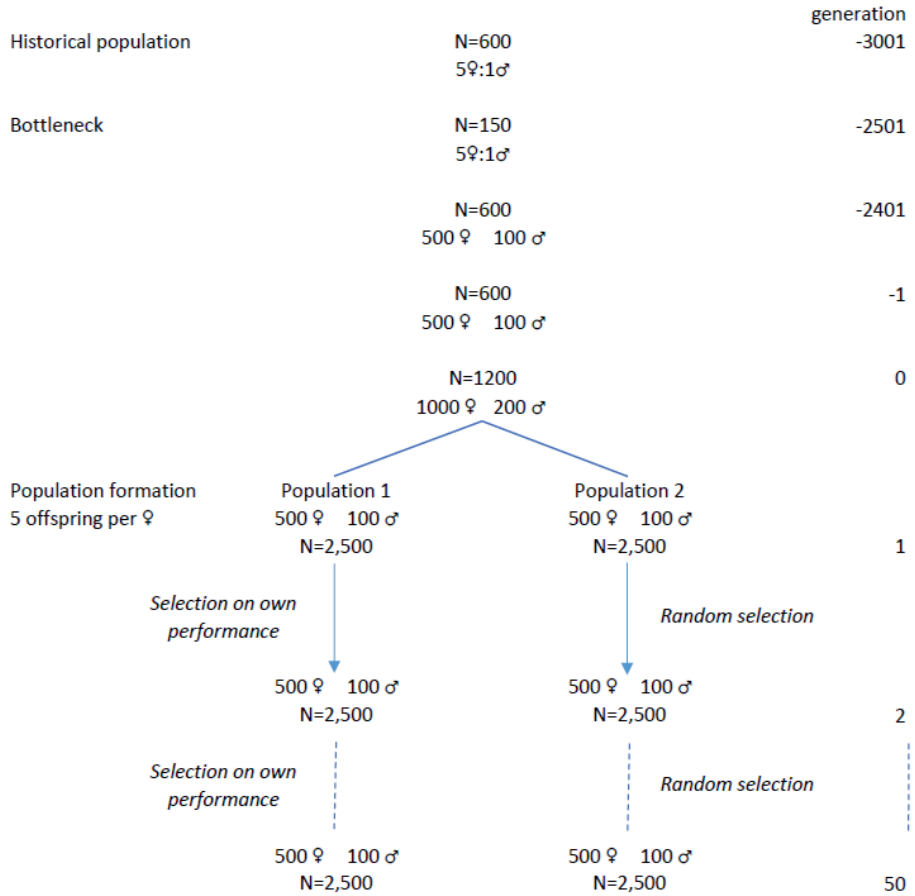 generation
Historical population N=600 -3001
5♀:1♂
Bottleneck N=150 -2501
5♀:1♂
N=600 -2401
500 ♀ 100 ♂
N=600 -1
500 ♀ 100 ♂
N=1200 0
1000 ♀ 200 ♂
Population formation Population 1 Population 2
5 offspring per ♀ 500 ♀ 100 ♂ 500 ♀ 100 ♂
N=2,500 N=2,500 1
Selection on own
performance
Random selection
500 ♀ 100 ♂ 500 ♀ 100 ♂
N=2,500 N=2,500 2
Selection on own
performance
Random selection
500 ♀ 100 ♂ 500 ♀ 100 ♂
N=2,500 N=2,500 50